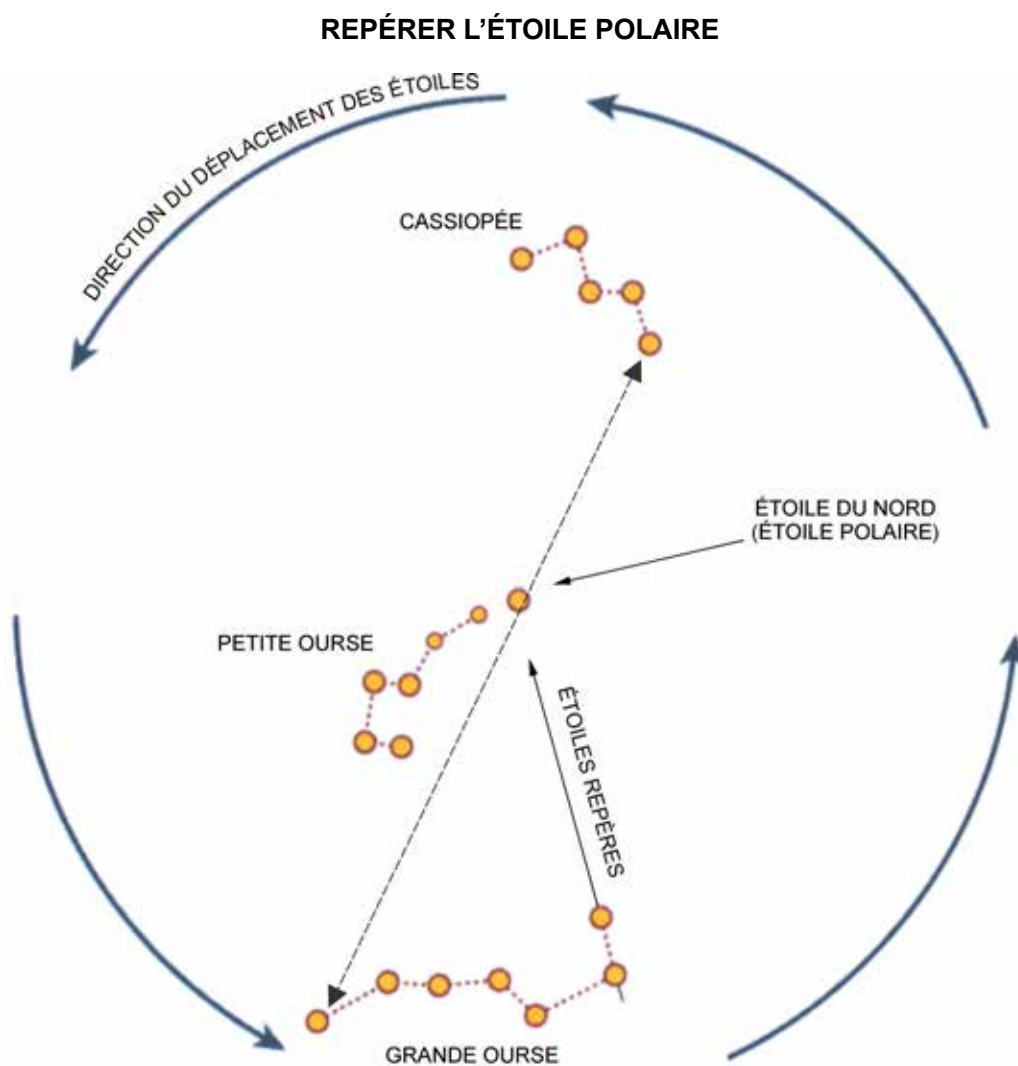 REPÉRER L’ÉTOILE POLAIRE
DIRECTION DU DÉPLACEMENT DES ÉTOILES
CASSIOPÉE
ÉTOILE DU NORD
(ÉTOILE POLAIRE)
PETITE OURSE
ÉTOILES REPÈRES
GRANDE OURSE